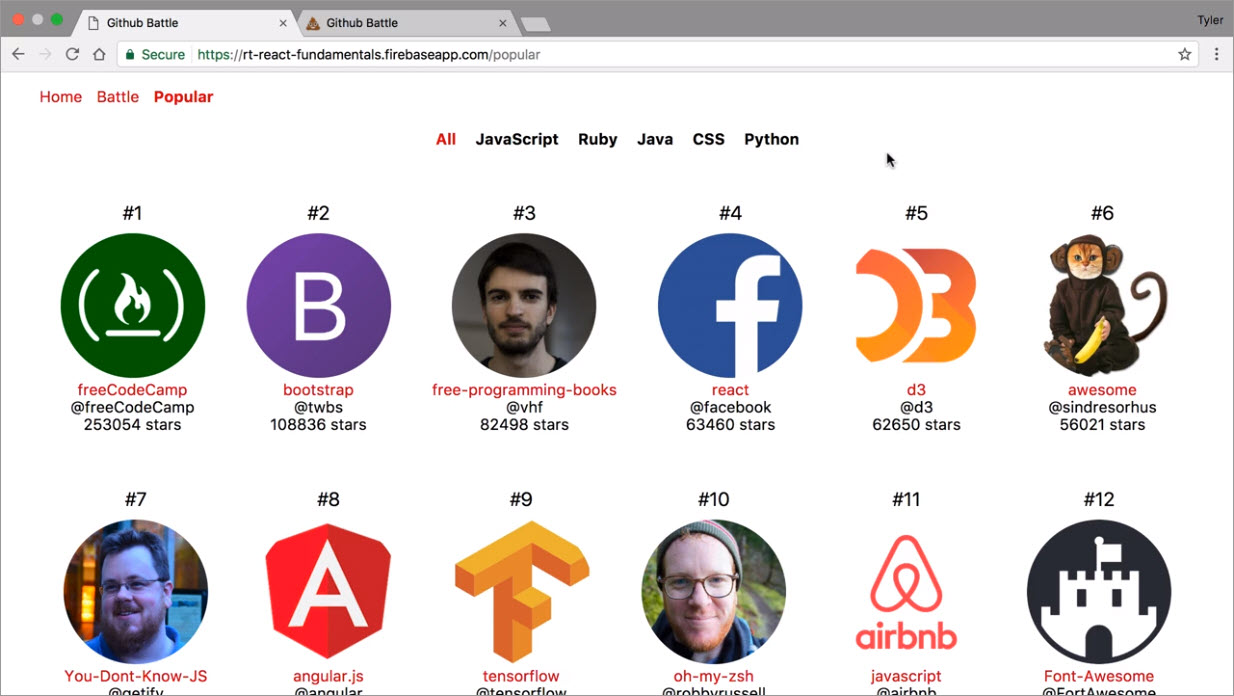 Github Battle
Github Battle
Tyler
Secure https://rt-react-fundamentals.firebaseapp.com/popular
Home Battle Popular
All JavaScript Ruby Java CSS Python
#1 #2 #3 #4 #5 #6
B
f
D3
freeCodeCamp bootstrap free-programming-books react d3 awesome
@freeCodeCamp @twbs @vhf @facebook @d3 @sindresorhus
253054 stars 108836 stars 82498 stars 63460 stars 62650 stars 56021 stars
#7 #8 #9 #10 #11 #12
A
airbnb
You-Dont-Know-JS angular.js tensorflow oh-my-zsh javascript Font-Awesome
@getify @angular @tensorflow @robbyrussell @airbnb @FortAwesome